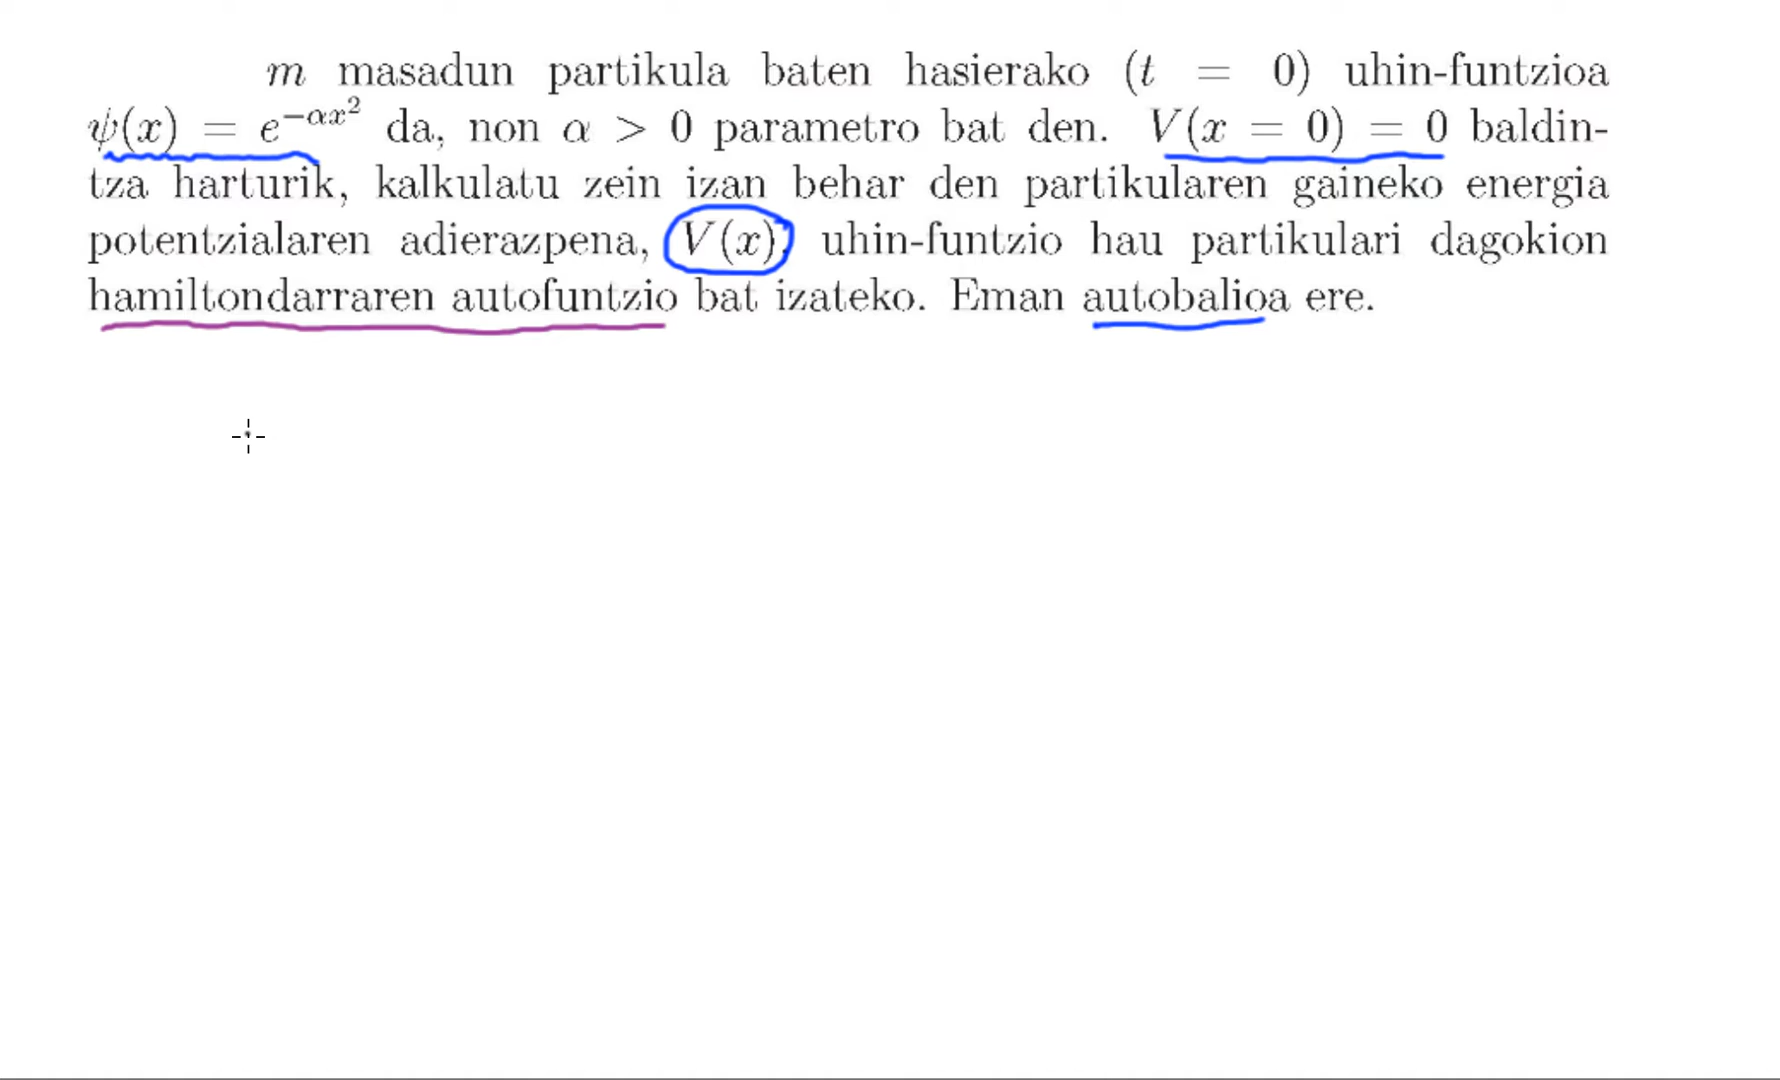 m masadun partikula baten hasierako (t = 0) uhin-funtzioa
ψ(x) = e^{−αx²} da, non α > 0 parametro bat den. V(x = 0) = 0 baldin-
tza harturik, kalkulatu zein izan behar den partikularen gaineko energia
potentzialaren adierazpena, V(x), uhin-funtzio hau partikulari dagokion
hamiltondarraren autofuntzio bat izateko. Eman autobalioa ere.